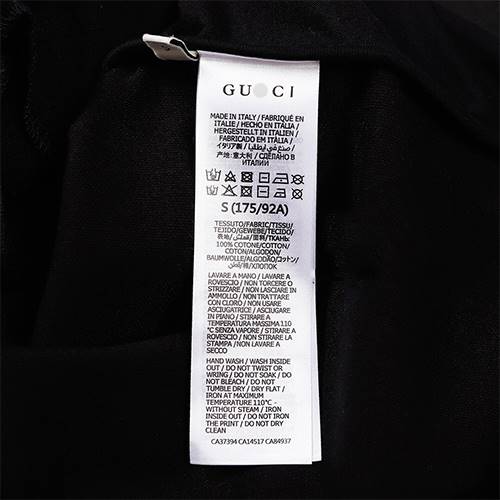 GUCCI
MADE IN ITALY / FABRIQUÉ EN
ITALIE / HECHO EN ITÁLIA /
HERGESTELLT IN ITALIEN /
FABRICADO EM ITÁLIA /
イタリア製 / صنع في إيطاليا /
产地: 意大利 / СДЕЛАНО В
ИТАЛИИ
S (175/92A)
TESSUTO/FABRIC/TISSU/
TEJIDO/GEWEBE/TECIDO/
表地/قماش/面料/ТКАНЬ:
100% COTONE/COTTON/
COTON/ALGODÓN/
BAUMWOLLE/ALGODÃO/コットン/
قطن/棉/ХЛОПОК
LAVARE A MANO / LAVARE A
ROVESCIO / NON TORCERE O
STRIZZARE / NON LASCIARE IN
AMMOLLO / NON TRATTARE
CON CLORO / NON USARE
ASCIUGATRICE / ASCIUGARE
IN PIANO / STIRARE A
TEMPERATURA MASSIMA 110
°C SENZA VAPORE / STIRARE A
ROVESCIO / NON STIRARE LA
STAMPA / NON LAVARE A
SECCO
HAND WASH / WASH INSIDE
OUT / DO NOT TWIST OR
WRING / DO NOT SOAK / DO
NOT BLEACH / DO NOT
TUMBLE DRY / DRY FLAT /
IRON AT MAXIMUM
TEMPERATURE 110°C -
WITHOUT STEAM / IRON
INSIDE OUT / DO NOT IRON
THE PRINT / DO NOT DRY
CLEAN
CA37394 CA14517 CA84937